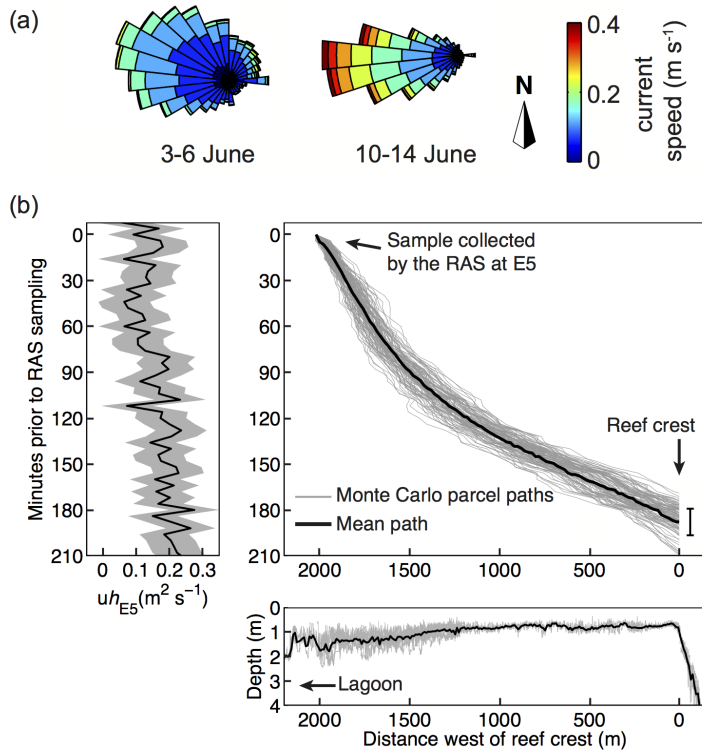 (a)
3-6 June
10-14 June
N
0.4
0.2
0
current
speed (m s⁻¹)
(b)
Minutes prior to RAS sampling
0
30
60
90
120
150
180
210
0 0.1 0.2 0.3
uh_E5(m² s⁻¹)
0
30
60
90
120
150
180
210
Sample collected
by the RAS at E5
Reef crest
Monte Carlo parcel paths
Mean path
2000 1500 1000 500 0
Depth (m)
0
1
2
3
4
Lagoon
2000 1500 1000 500 0
Distance west of reef crest (m)